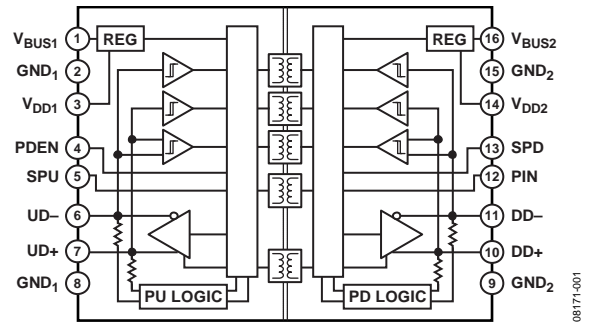 VBUS1 1 REG REG 16 VBUS2
GND1 2 15 GND2
VDD1 3 14 VDD2
PDEN 4 13 SPD
SPU 5 12 PIN
UD– 6 11 DD–
UD+ 7 10 DD+
GND1 8 PU LOGIC PD LOGIC 9 GND2
08171-001